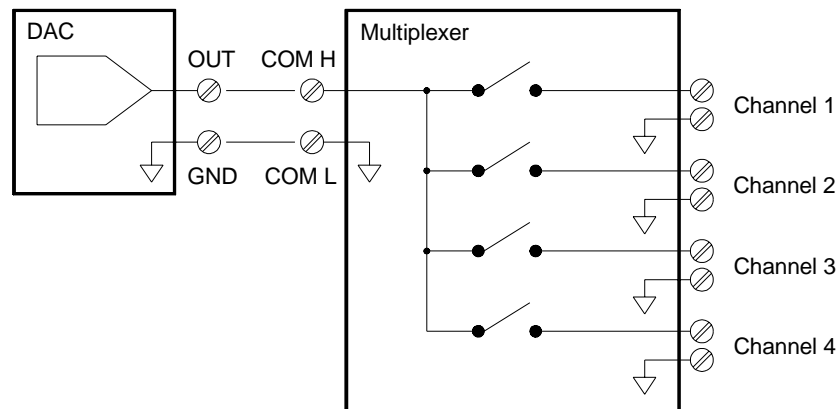 DAC
Multiplexer
OUT
COM H
GND
COM L
Channel 1
Channel 2
Channel 3
Channel 4